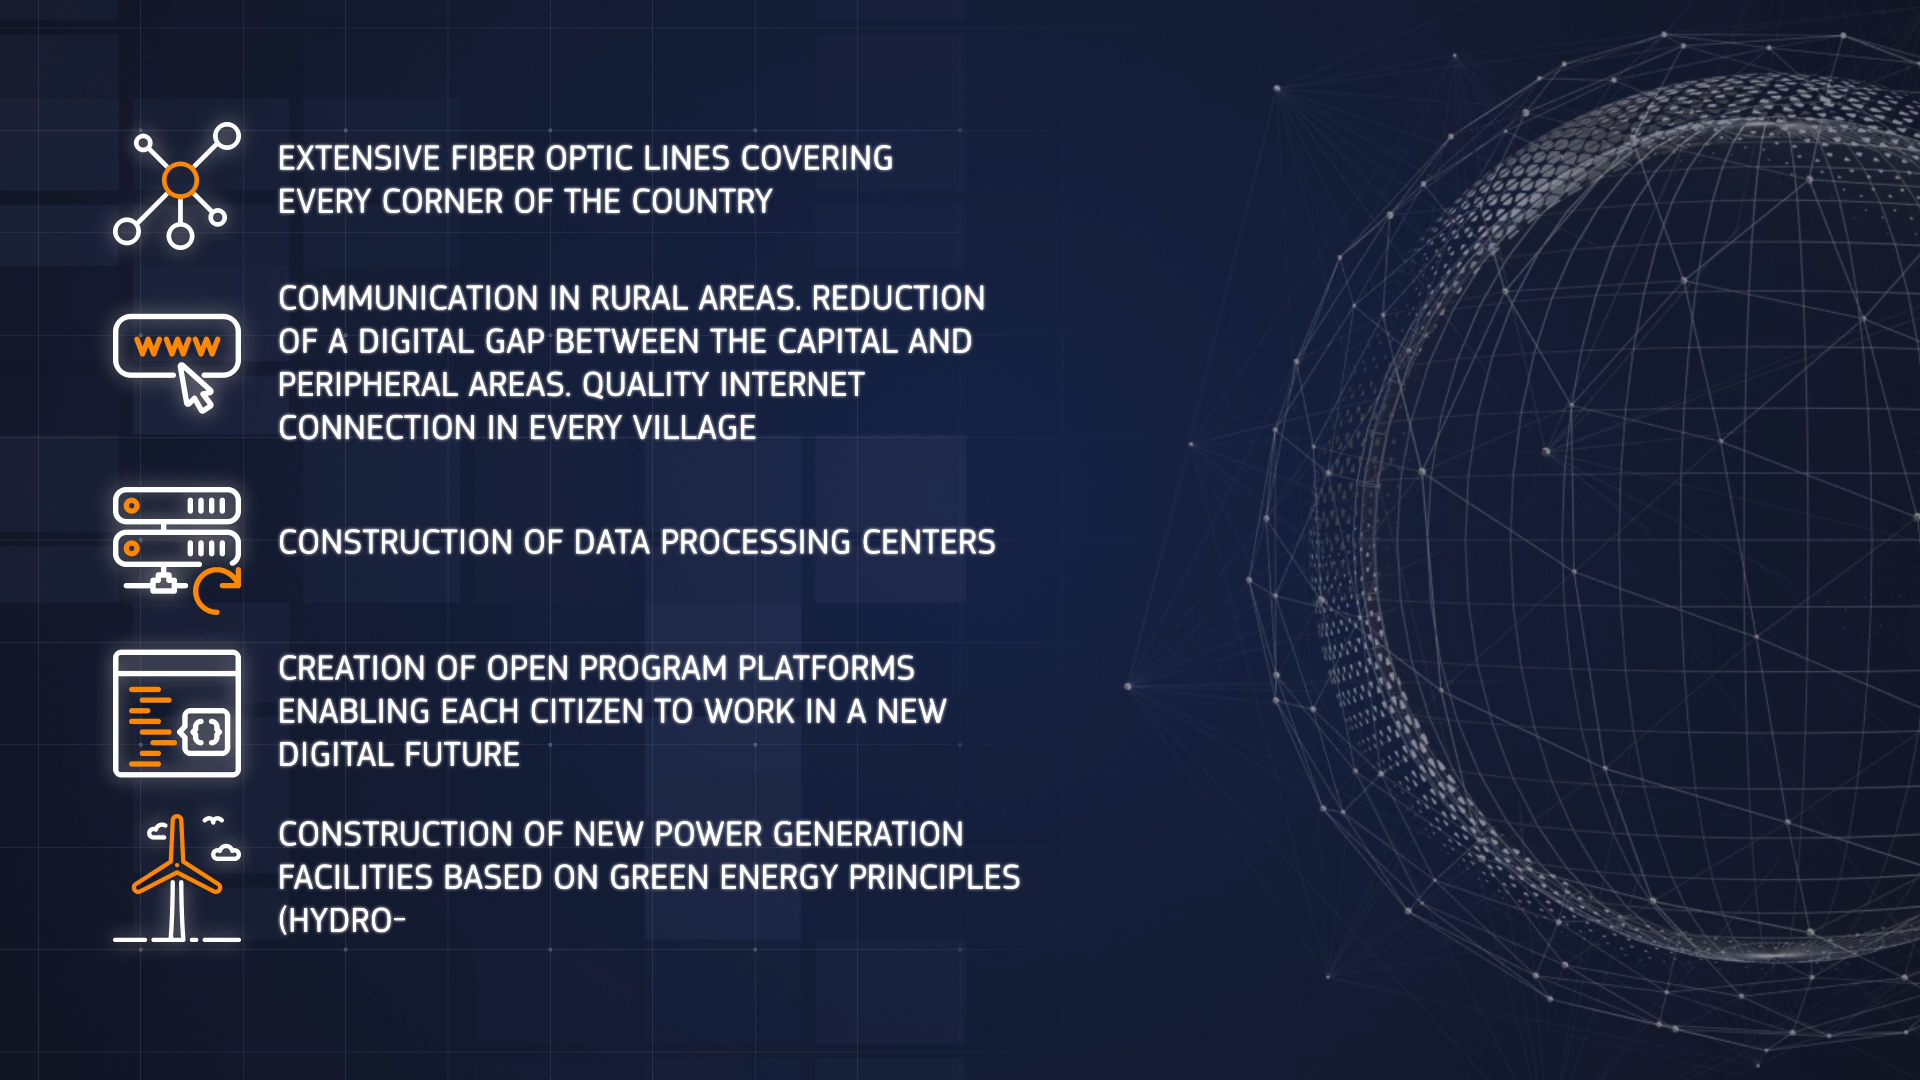 EXTENSIVE FIBER OPTIC LINES COVERING
EVERY CORNER OF THE COUNTRY
WWW
COMMUNICATION IN RURAL AREAS. REDUCTION
OF A DIGITAL GAP BETWEEN THE CAPITAL AND
PERIPHERAL AREAS. QUALITY INTERNET
CONNECTION IN EVERY VILLAGE
CONSTRUCTION OF DATA PROCESSING CENTERS
CREATION OF OPEN PROGRAM PLATFORMS
ENABLING EACH CITIZEN TO WORK IN A NEW
DIGITAL FUTURE
{}
CONSTRUCTION OF NEW POWER GENERATION
FACILITIES BASED ON GREEN ENERGY PRINCIPLES
(HYDRO-